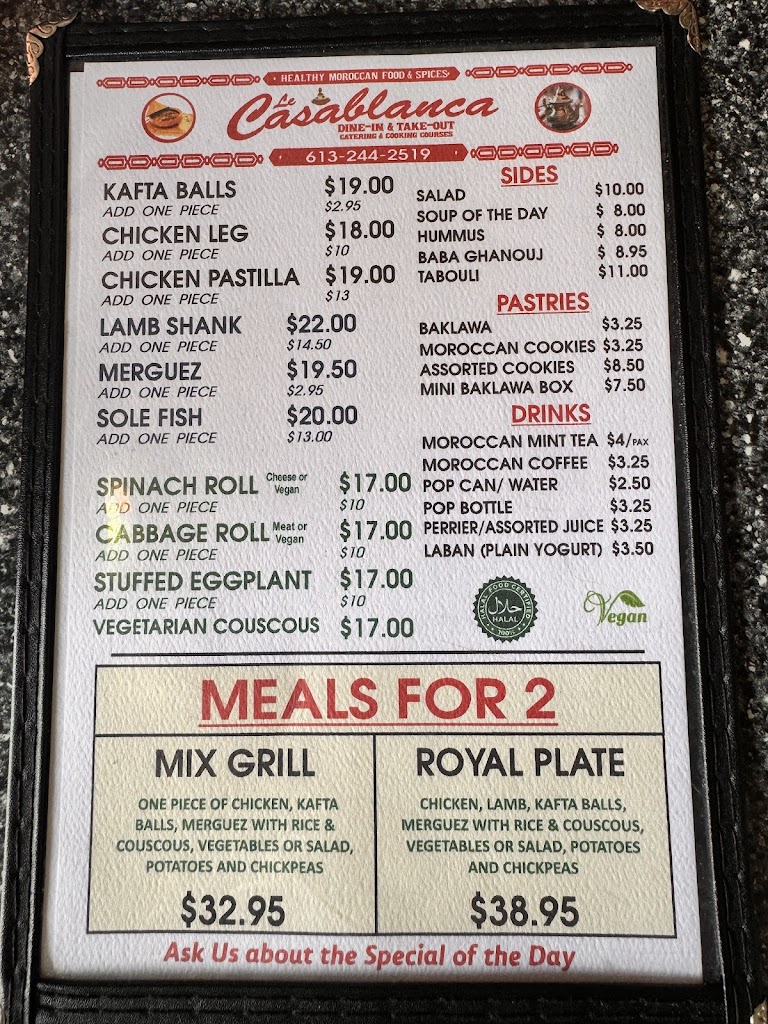 HEALTHY MOROCCAN FOOD & SPICES
Le Casablanca
DINE-IN & TAKE-OUT
CATERING & COOKING COURSES
613-244-2519
KAFTA BALLS $19.00
ADD ONE PIECE $2.95
CHICKEN LEG $18.00
ADD ONE PIECE $10
CHICKEN PASTILLA $19.00
ADD ONE PIECE $13
LAMB SHANK $22.00
ADD ONE PIECE $14.50
MERGUEZ $19.50
ADD ONE PIECE $2.95
SOLE FISH $20.00
ADD ONE PIECE $13.00
SPINACH ROLL Cheese or Vegan $17.00
ADD ONE PIECE $10
CABBAGE ROLL Meat or Vegan $17.00
ADD ONE PIECE $10
STUFFED EGGPLANT $17.00
ADD ONE PIECE $10
VEGETARIAN COUSCOUS $17.00
SIDES
SALAD $10.00
SOUP OF THE DAY $ 8.00
HUMMUS $ 8.00
BABA GHANOUJ $ 8.95
TABOULI $11.00
PASTRIES
BAKLAWA $3.25
MOROCCAN COOKIES $3.25
ASSORTED COOKIES $8.50
MINI BAKLAWA BOX $7.50
DRINKS
MOROCCAN MINT TEA $4/PAX
MOROCCAN COFFEE $3.25
POP CAN/ WATER $2.50
POP BOTTLE $3.25
PERRIER/ASSORTED JUICE $3.25
LABAN (PLAIN YOGURT) $3.50
HALAL FOOD CERTIFIED
حلال
HALAL
100%
Vegan
MEALS FOR 2
MIX GRILL
ONE PIECE OF CHICKEN, KAFTA
BALLS, MERGUEZ WITH RICE &
COUSCOUS, VEGETABLES OR SALAD,
POTATOES AND CHICKPEAS
$32.95
ROYAL PLATE
CHICKEN, LAMB, KAFTA BALLS,
MERGUEZ WITH RICE & COUSCOUS,
VEGETABLES OR SALAD, POTATOES
AND CHICKPEAS
$38.95
Ask Us about the Special of the Day